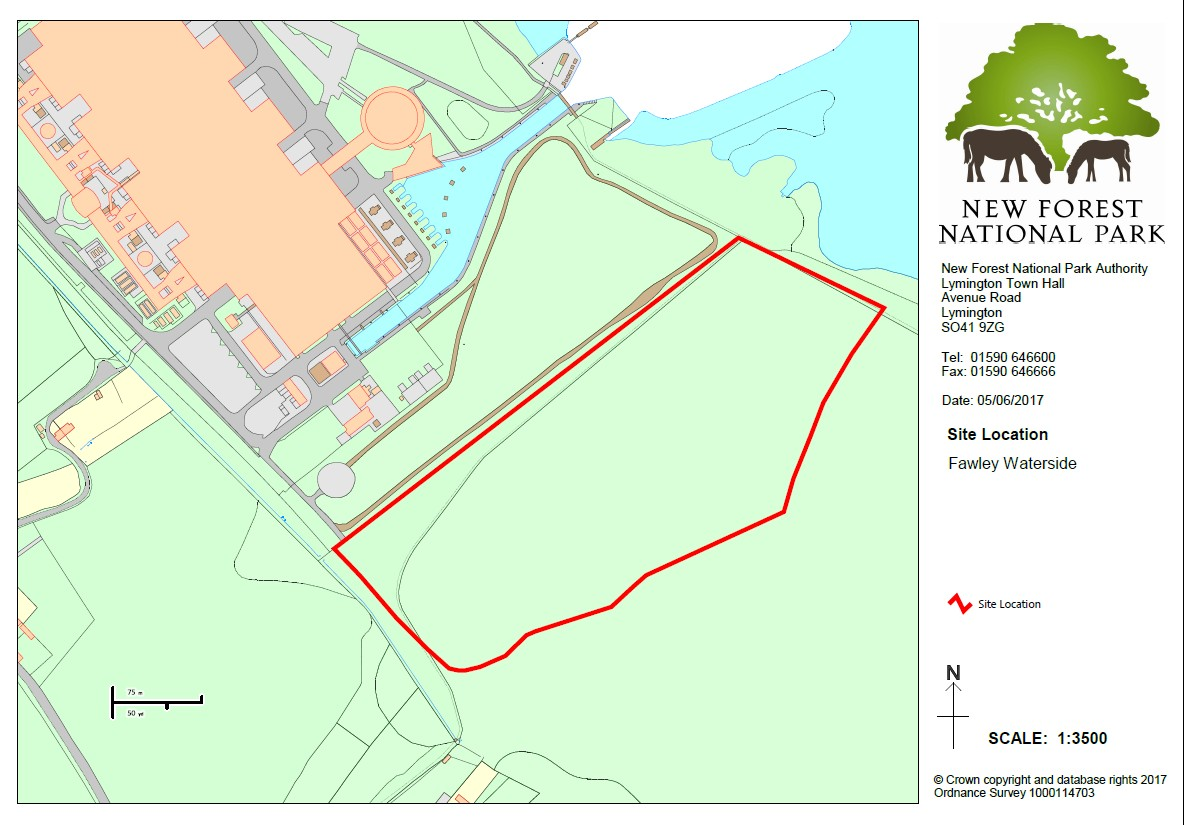 NEW FOREST
NATIONAL PARK
New Forest National Park Authority
Lymington Town Hall
Avenue Road
Lymington
SO41 9ZG
Tel: 01590 646600
Fax: 01590 646666
Date: 05/06/2017
Site Location
Fawley Waterside
Site Location
75 m
50 yd
N
SCALE: 1:3500
© Crown copyright and database rights 2017
Ordnance Survey 1000114703